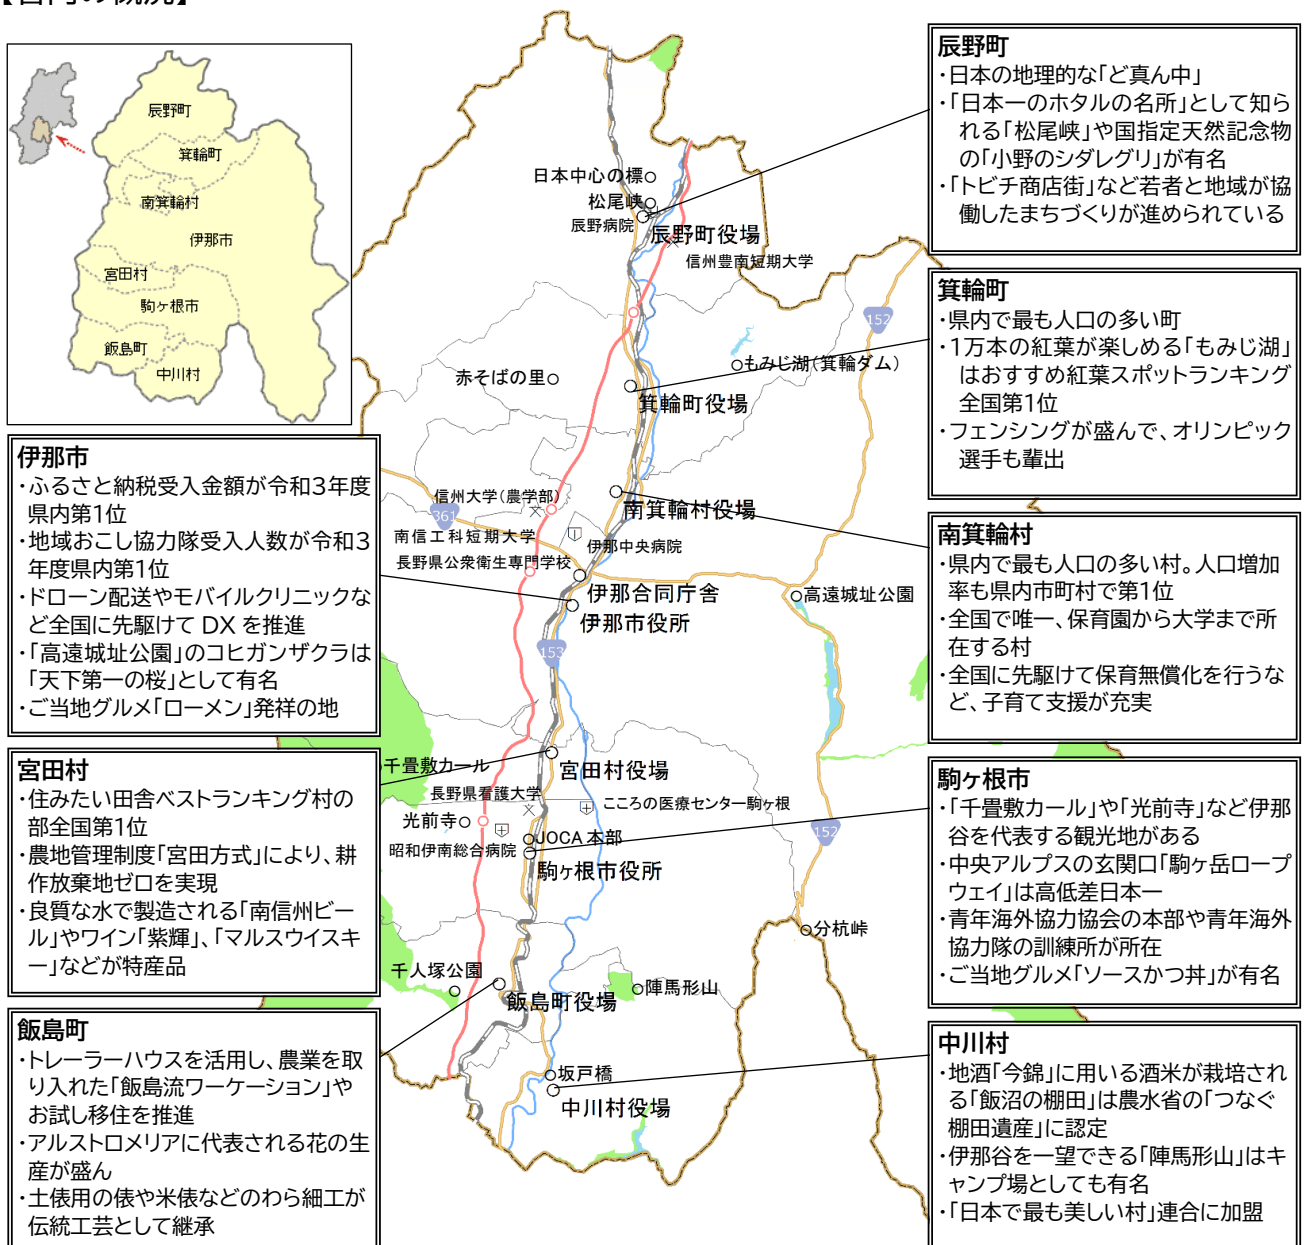 辰野町
箕輪町
南箕輪村
伊那市
宮田村
駒ヶ根市
飯島町
中川村
伊那市
・ふるさと納税受入金額が令和3年度
県内第1位
・地域おこし協力隊受入人数が令和3
年度県内第1位
・ドローン配送やモバイルクリニックな
ど全国に先駆けて DX を推進
・「高遠城址公園」のコヒガンザクラは
「天下第一の桜」として有名
・ご当地グルメ「ローメン」発祥の地
宮田村
・住みたい田舎ベストランキング村の
部全国第1位
・農地管理制度「宮田方式」により、耕
作放棄地ゼロを実現
・良質な水で製造される「南信州ビー
ル」やワイン「紫輝」、「マルスウイスキ
ー」などが特産品
飯島町
・トレーラーハウスを活用し、農業を取
り入れた「飯島流ワーケーション」や
お試し移住を推進
・アルストロメリアに代表される花の生
産が盛ん
・土俵用の俵や米俵などのわら細工が
伝統工芸として継承
日本中心の標
松尾峡
辰野病院
辰野町役場
信州豊南短期大学
152
もみじ湖(箕輪ダム)
赤そばの里
箕輪町役場
信州大学(農学部)
361
南箕輪村役場
南信工科短期大学
伊那中央病院
長野県公衆衛生専門学校
伊那合同庁舎
高遠城址公園
伊那市役所
153
千畳敷カール
宮田村役場
長野県看護大学
こころの医療センター駒ヶ根
光前寺
JOCA 本部
152
昭和伊南総合病院
駒ヶ根市役所
分杭峠
千人塚公園
陣馬形山
飯島町役場
坂戸橋
中川村役場
辰野町
・日本の地理的な「ど真ん中」
・「日本一のホタルの名所」として知ら
れる「松尾峡」や国指定天然記念物
の「小野のシダレグリ」が有名
・「トビチ商店街」など若者と地域が協
働したまちづくりが進められている
箕輪町
・県内で最も人口の多い町
・1万本の紅葉が楽しめる「もみじ湖」
はおすすめ紅葉スポットランキング
全国第1位
・フェンシングが盛んで、オリンピック
選手も輩出
南箕輪村
・県内で最も人口の多い村。人口増加
率も県内市町村で第1位
・全国で唯一、保育園から大学まで所
在する村
・全国に先駆けて保育無償化を行うな
ど、子育て支援が充実
駒ヶ根市
・「千畳敷カール」や「光前寺」など伊那
谷を代表する観光地がある
・中央アルプスの玄関口「駒ヶ岳ロープ
ウェイ」は高低差日本一
・青年海外協力協会の本部や青年海外
協力隊の訓練所が所在
・ご当地グルメ「ソースかつ丼」が有名
中川村
・地酒「今錦」に用いる酒米が栽培され
る「飯沼の棚田」は農水省の「つなぐ
棚田遺産」に認定
・伊那谷を一望できる「陣馬形山」はキ
ャンプ場としても有名
・「日本で最も美しい村」連合に加盟